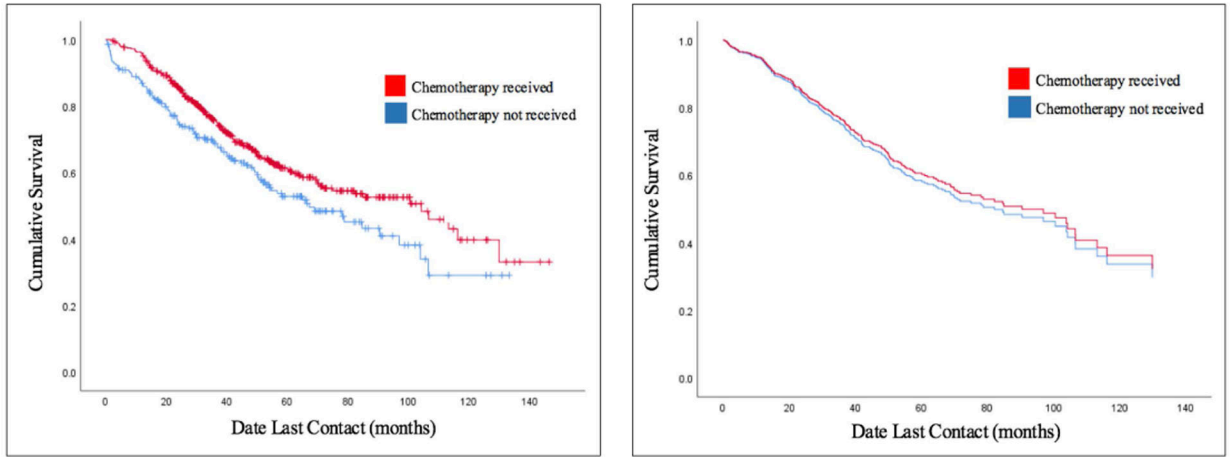 1.0
0.8
0.6
0.4
0.2
0.0
Cumulative Survival
Chemotherapy received
Chemotherapy not received
0 20 40 60 80 100 120 140
Date Last Contact (months)
1.0
0.8
0.6
0.4
0.2
0.0
Cumulative Survival
Chemotherapy received
Chemotherapy not received
0 20 40 60 80 100 120 140
Date Last Contact (months)